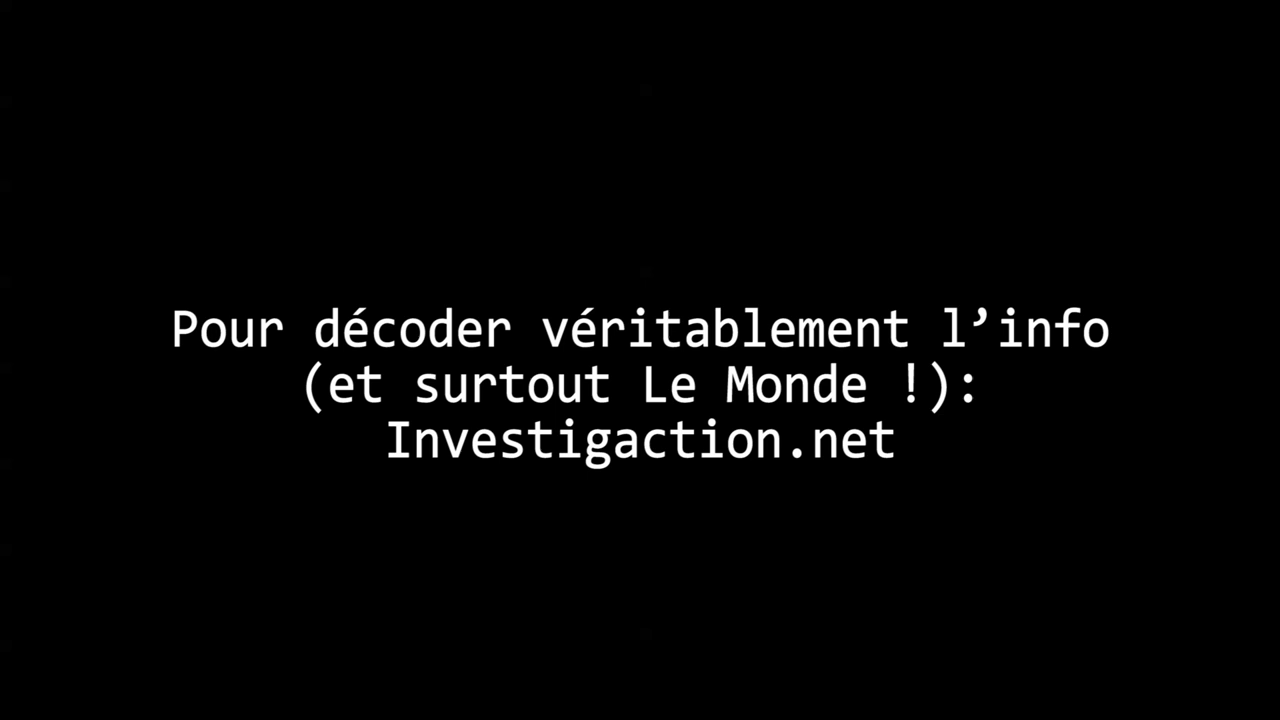 Pour décoder véritablement l’info
(et surtout Le Monde !):
Investigaction.net